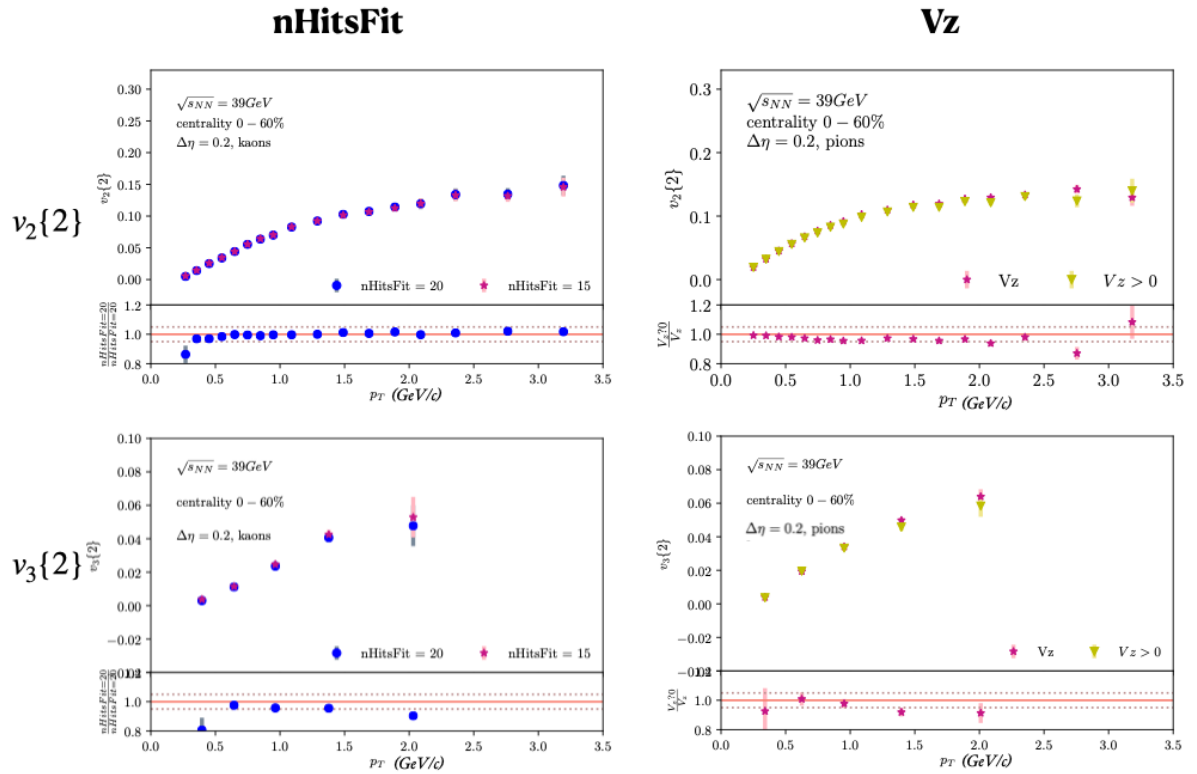 nHitsFit
Vz
v₂{2}
v₂{2}
0.30
0.25
0.20
0.15
0.10
0.05
0.00
√sNN = 39GeV
centrality 0 − 60%
Δη = 0.2, kaons
nHitsFit = 20
nHitsFit = 15
nHitsFit=20
nHitsFit=20
1.2
1.0
0.8
0.0 0.5 1.0 1.5 2.0 2.5 3.0 3.5
pT (GeV/c)
v₂{2}
0.3
0.2
0.1
0.0
√sNN = 39GeV
centrality 0 − 60%
Δη = 0.2, pions
Vz
Vz > 0
Vz?0
Vz
1.2
1.0
0.8
0.0 0.5 1.0 1.5 2.0 2.5 3.0 3.5
pT (GeV/c)
v₃{2}
v₃{2}
0.10
0.08
0.06
0.04
0.02
0.00
−0.02
√sNN = 39GeV
centrality 0 − 60%
Δη = 0.2, kaons
nHitsFit = 20
nHitsFit = 15
1.0
0.8
0.0 0.5 1.0 1.5 2.0 2.5 3.0 3.5
pT (GeV/c)
v₃{2}
0.10
0.08
0.06
0.04
0.02
0.00
−0.02
√sNN = 39GeV
centrality 0 − 60%
Δη = 0.2, pions
Vz
Vz > 0
Vz?0
Vz
1.0
0.8
0.0 0.5 1.0 1.5 2.0 2.5 3.0 3.5
pT (GeV/c)